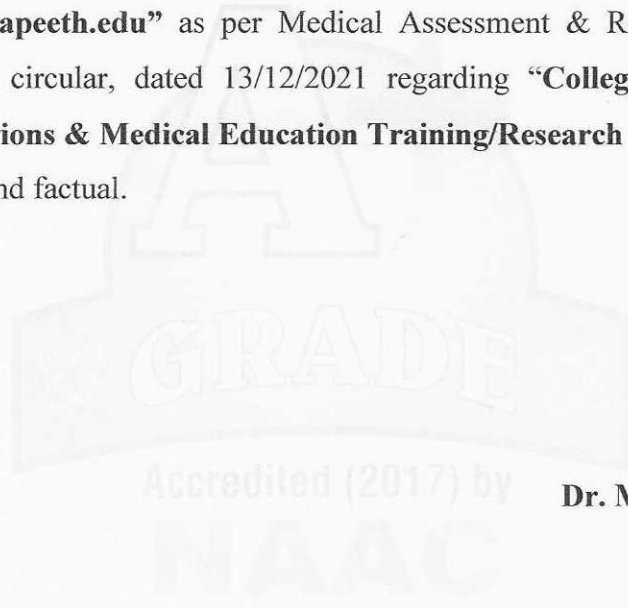 apeeth.edu” as per Medical Assessment & R
circular, dated 13/12/2021 regarding “Colleg
ions & Medical Education Training/Research
nd factual.
A
GRADE
Accredited (2017) by
Dr. M
NAAC